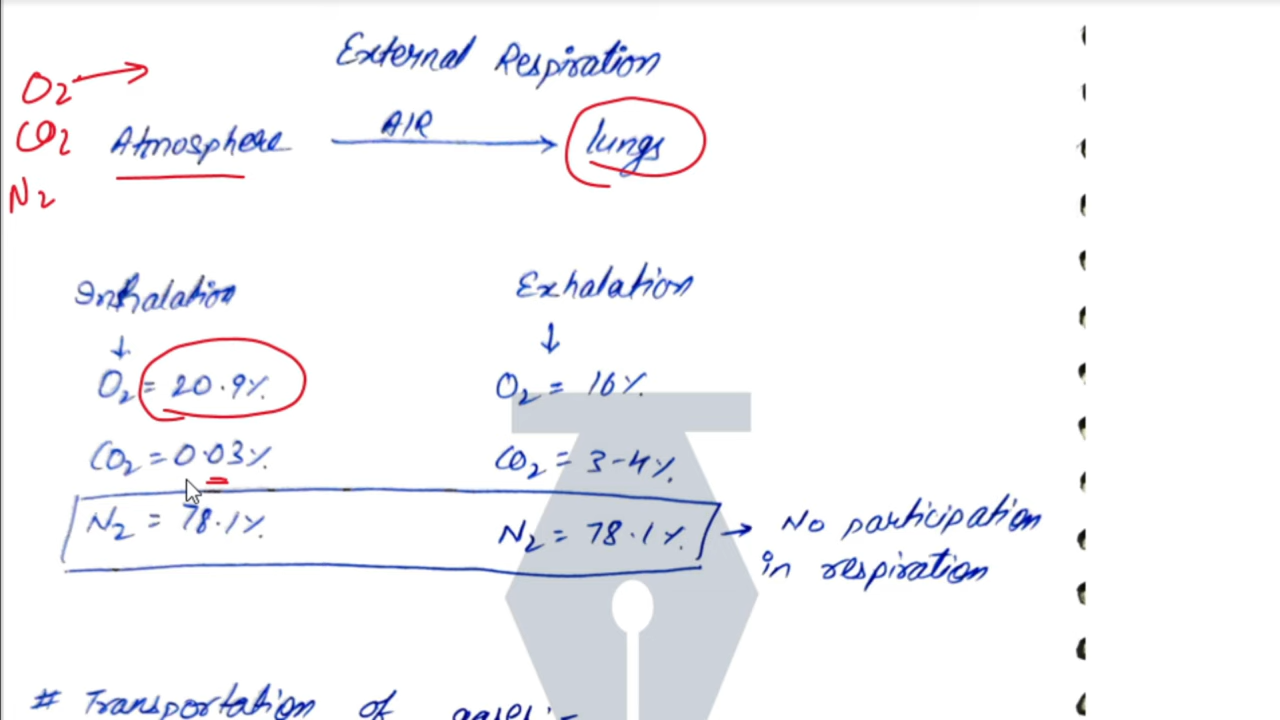 External Respiration
O₂
CO₂ Atmosphere AIR lungs
N₂
Inhalation Exhalation
O₂ = 20.9% O₂ = 16%
CO₂ = 0.03% CO₂ = 3-4%
N₂ = 78.1% N₂ = 78.1% → No participation
in respiration
# Transportation of gases:-